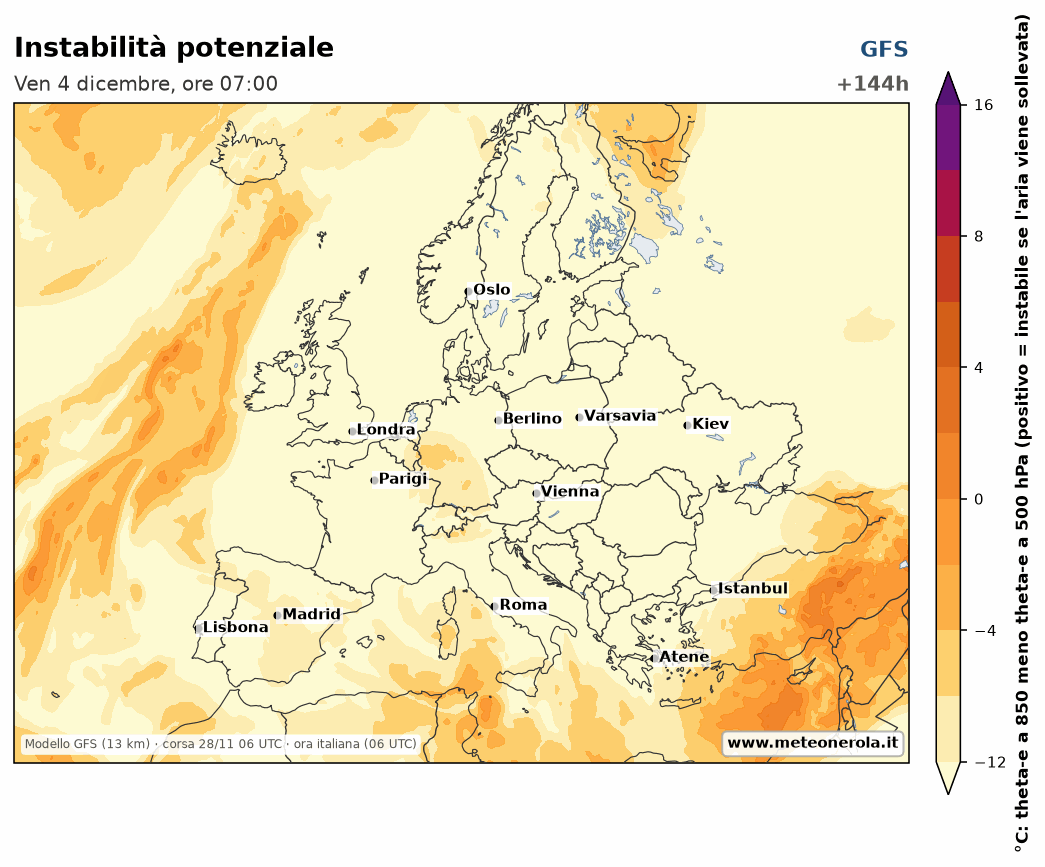 Instabilità potenziale
GFS
Ven 4 dicembre, ore 07:00
+144h
Oslo
Londra
Berlino
Varsavia
Kiev
Parigi
Vienna
Madrid
Lisbona
Roma
Istanbul
Atene
Modello GFS (13 km) · corsa 28/11 06 UTC · ora italiana (06 UTC)
www.meteonerola.it
16
8
4
0
−4
−12
°C: theta-e a 850 meno theta-e a 500 hPa (positivo = instabile se l'aria viene sollevata)